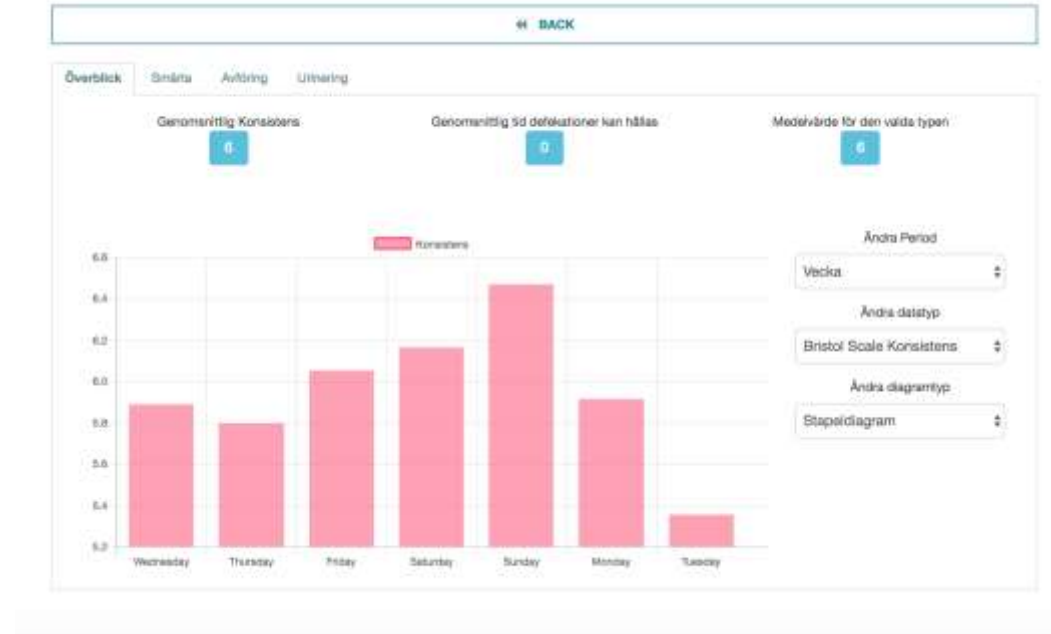 BACK
Överblick Smärta Avföring Urinering
Genomsnittlig Konsistens
6
Genomsnittlig tid defekationer kan hållas
0
Medelvärde för den valda typen
6
Konsistens
6.6
6.4
6.2
6.0
5.8
5.6
5.4
5.2
Wednesday Thursday Friday Saturday Sunday Monday Tuesday
Ändra Period
Vecka
Ändra datatyp
Bristol Scale Konsistens
Ändra diagramtyp
Stapeldiagram